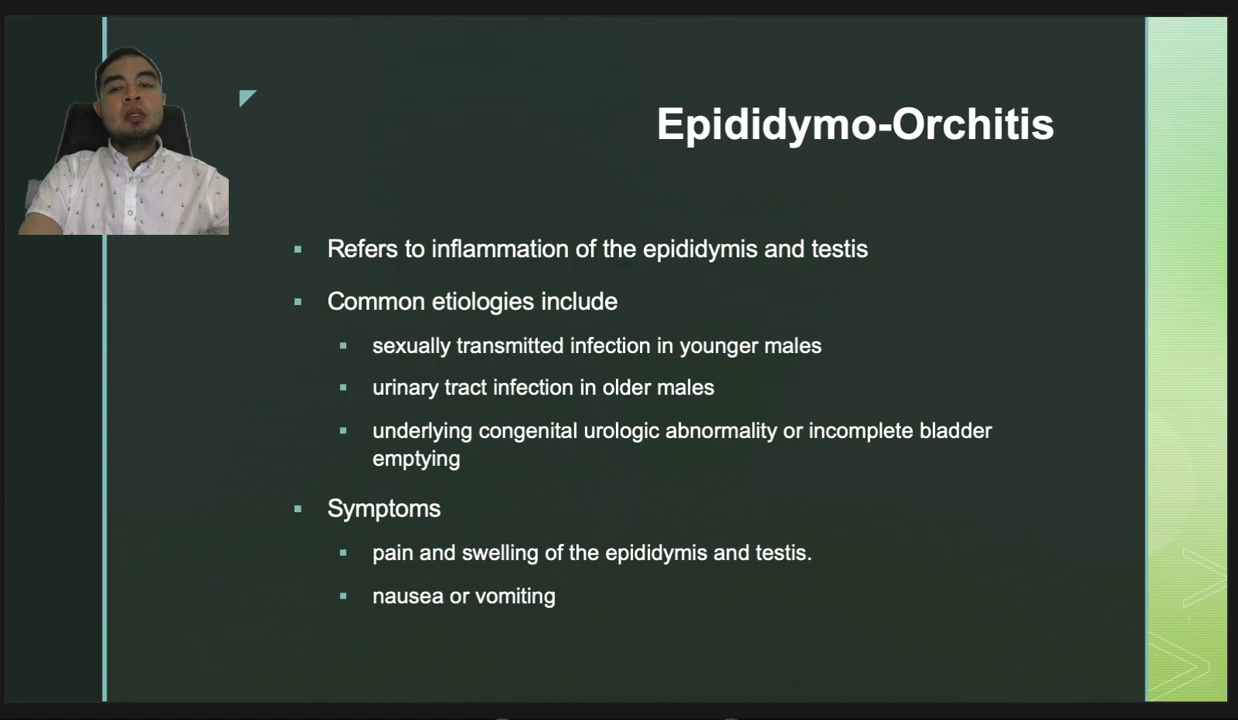 Epididymo-Orchitis
Refers to inflammation of the epididymis and testis
Common etiologies include
sexually transmitted infection in younger males
urinary tract infection in older males
underlying congenital urologic abnormality or incomplete bladder
emptying
Symptoms
pain and swelling of the epididymis and testis.
nausea or vomiting